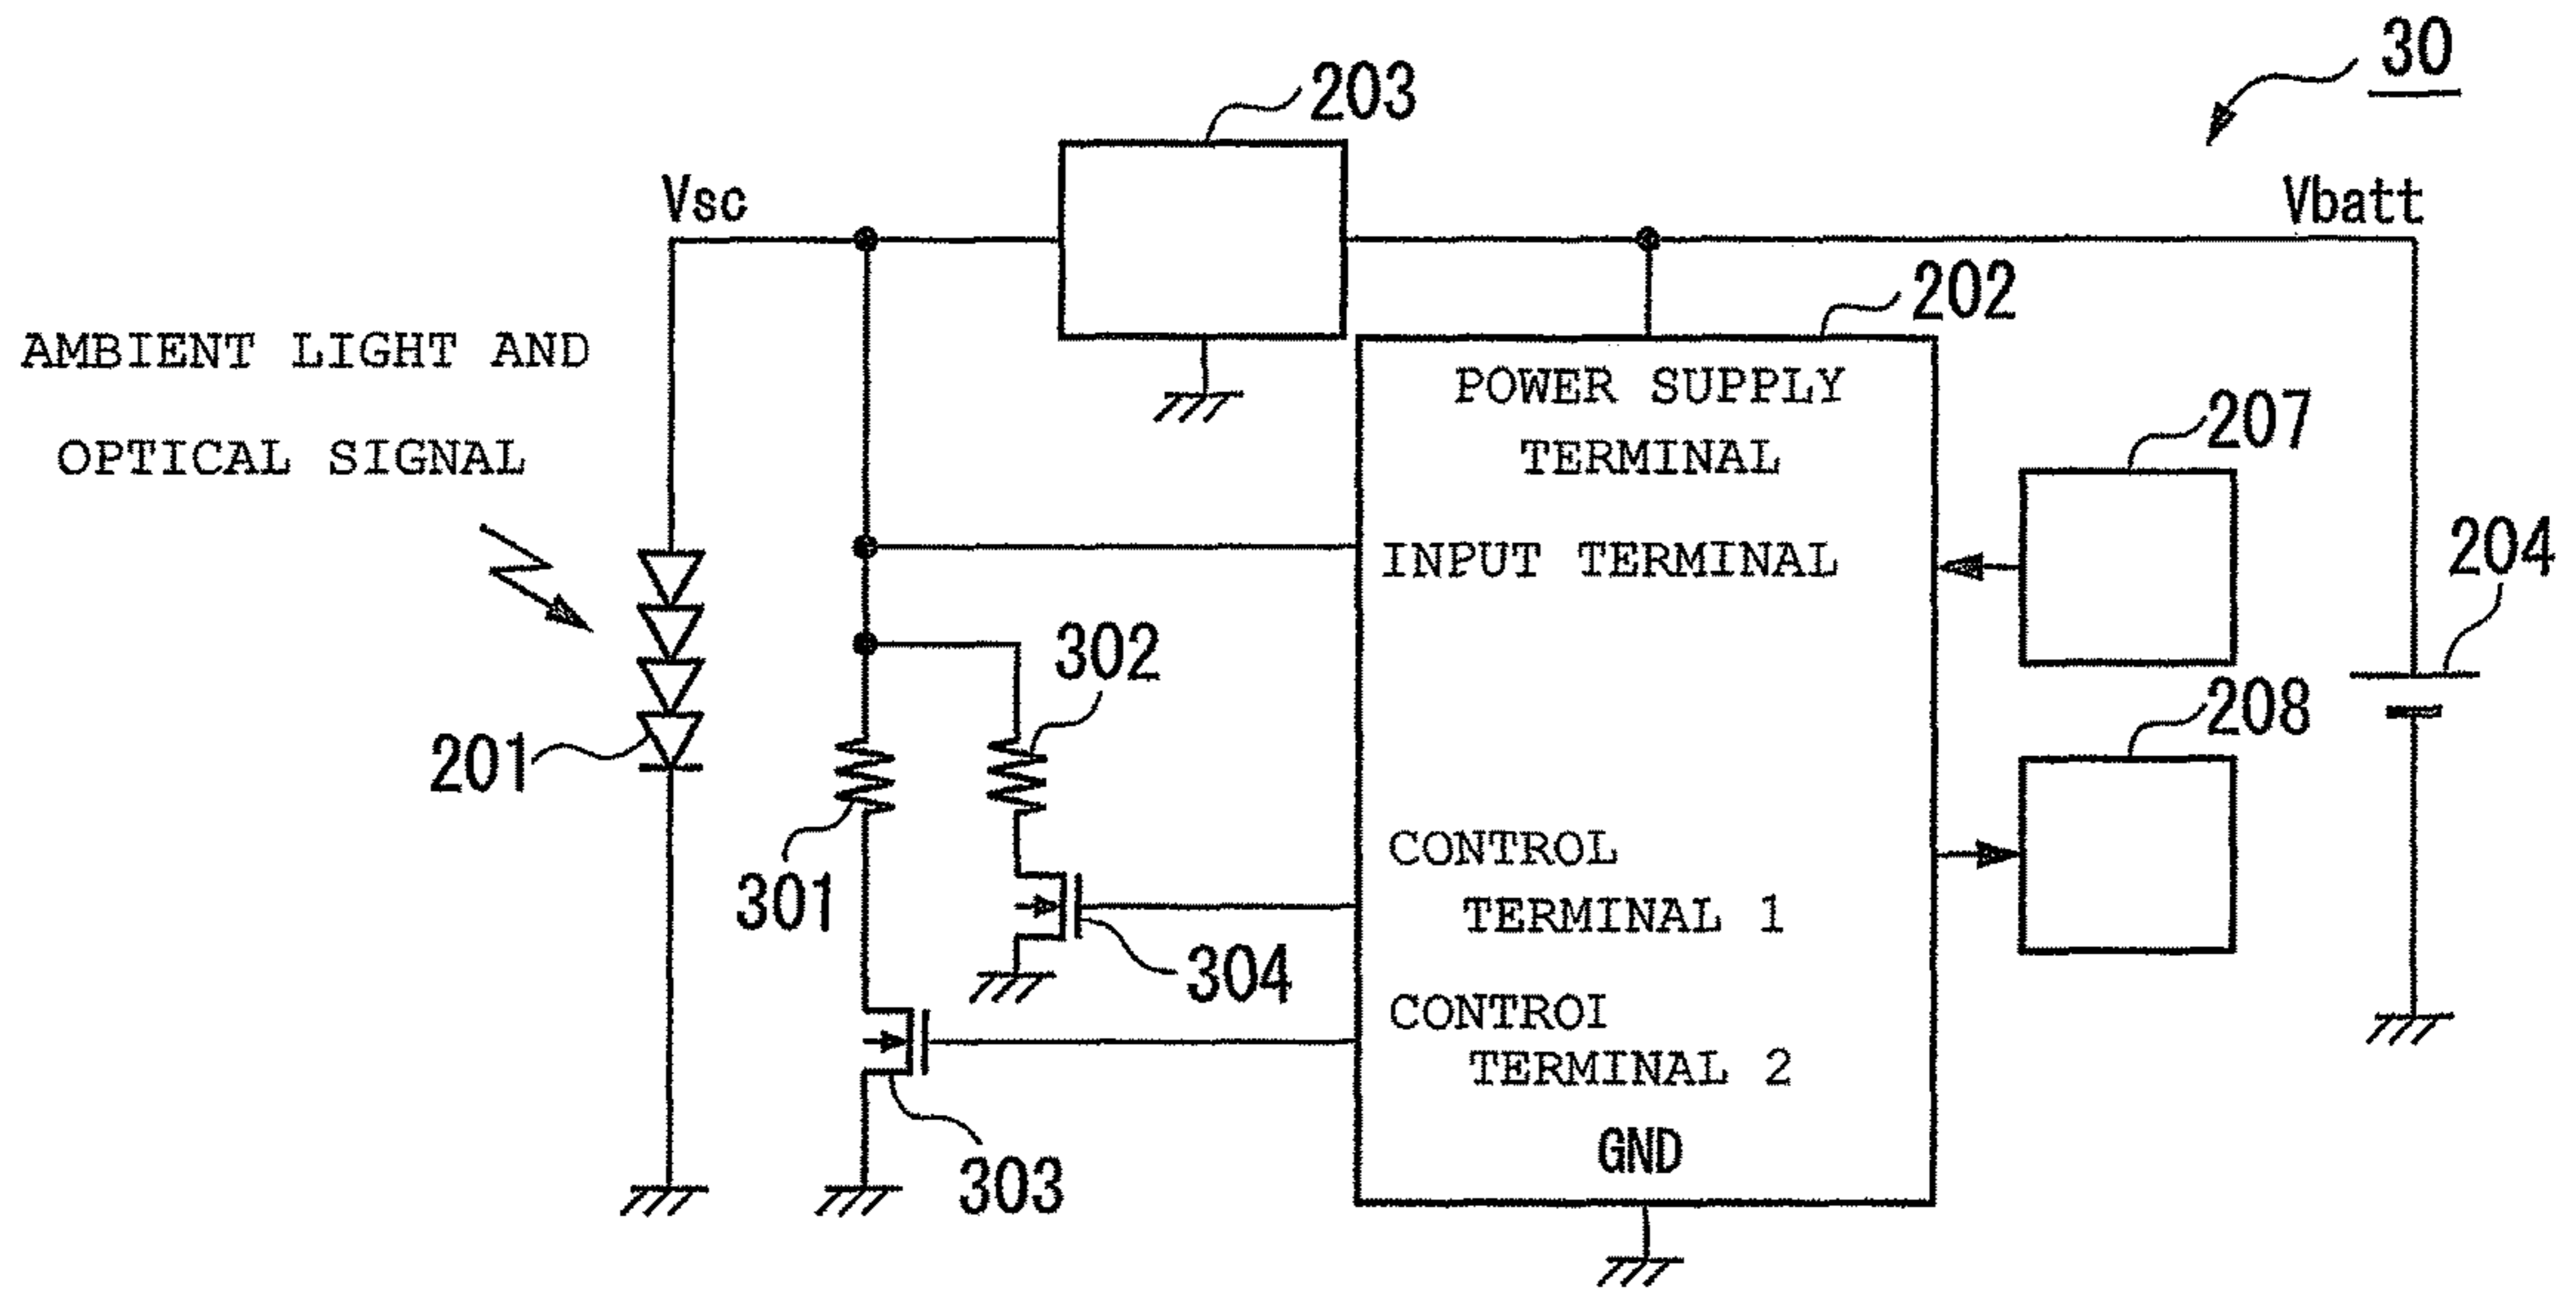 30
203
Vsc
Vbatt
202
AMBIENT LIGHT AND
OPTICAL SIGNAL
POWER SUPPLY
TERMINAL
207
INPUT TERMINAL
204
302
208
201
301
CONTROL
TERMINAL 1
304
CONTROI
TERMINAL 2
GND
303